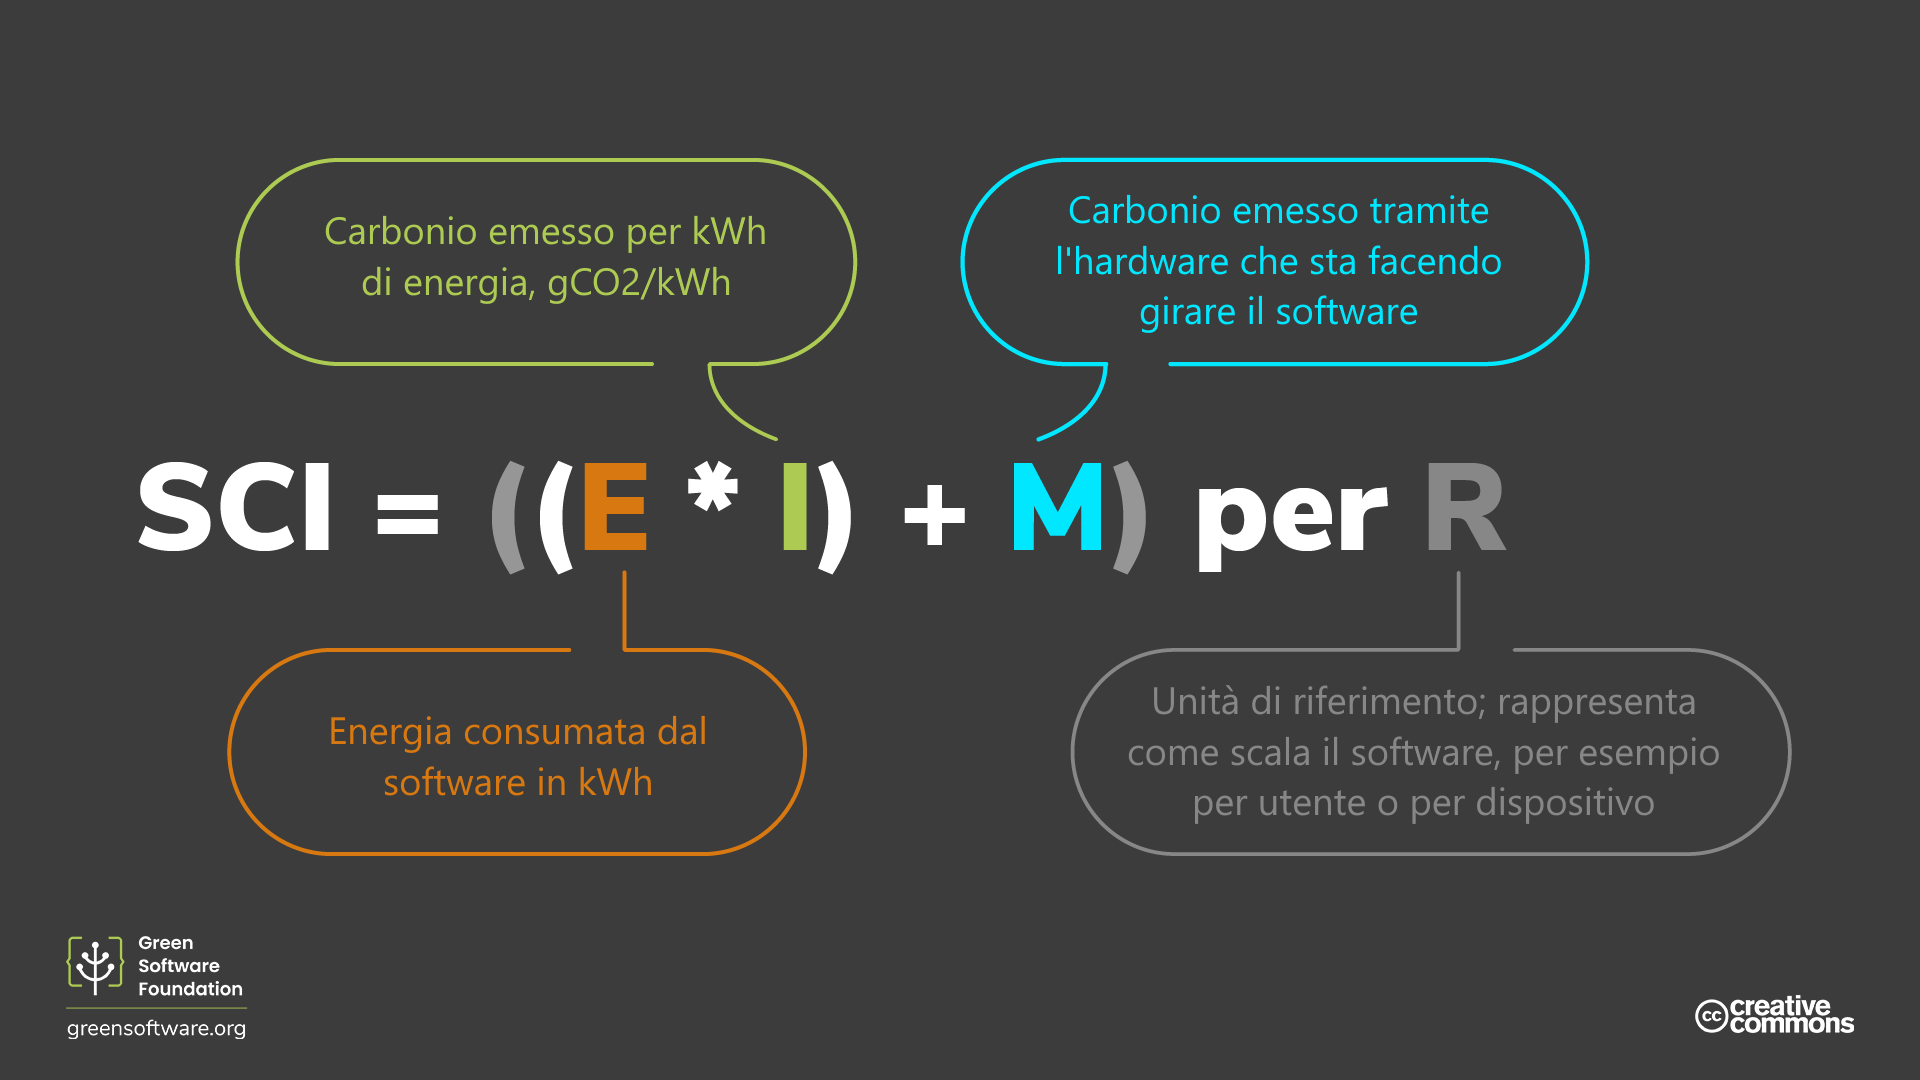 Carbonio emesso per kWh
di energia, gCO2/kWh
Carbonio emesso tramite
l'hardware che sta facendo
girare il software
SCI = ((E * I) + M) per R
Energia consumata dal
software in kWh
Unità di riferimento; rappresenta
come scala il software, per esempio
per utente o per dispositivo
Green
Software
Foundation
greensoftware.org
cc creative
commons